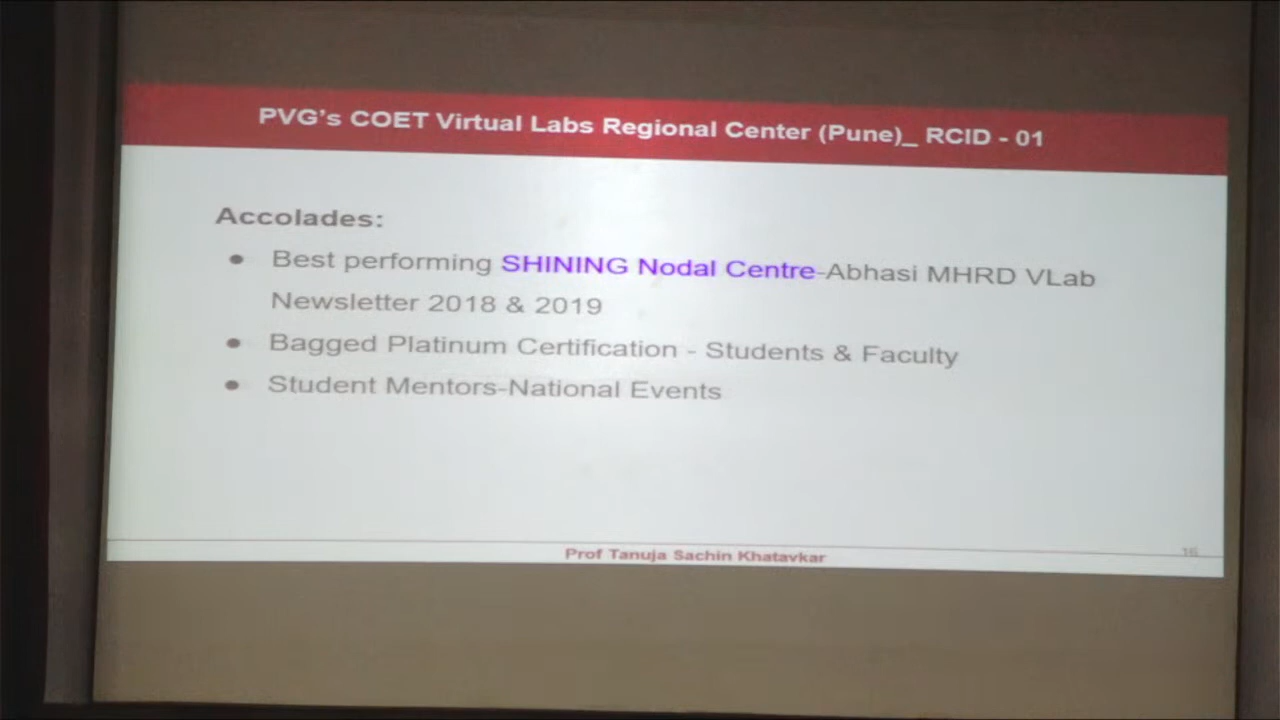 PVG's COET Virtual Labs Regional Center (Pune)_ RCID - 01
Accolades:
● Best performing SHINING Nodal Centre-Abhasi MHRD VLab
Newsletter 2018 & 2019
● Bagged Platinum Certification - Students & Faculty
● Student Mentors-National Events
Prof Tanuja Sachin Khatavkar
16